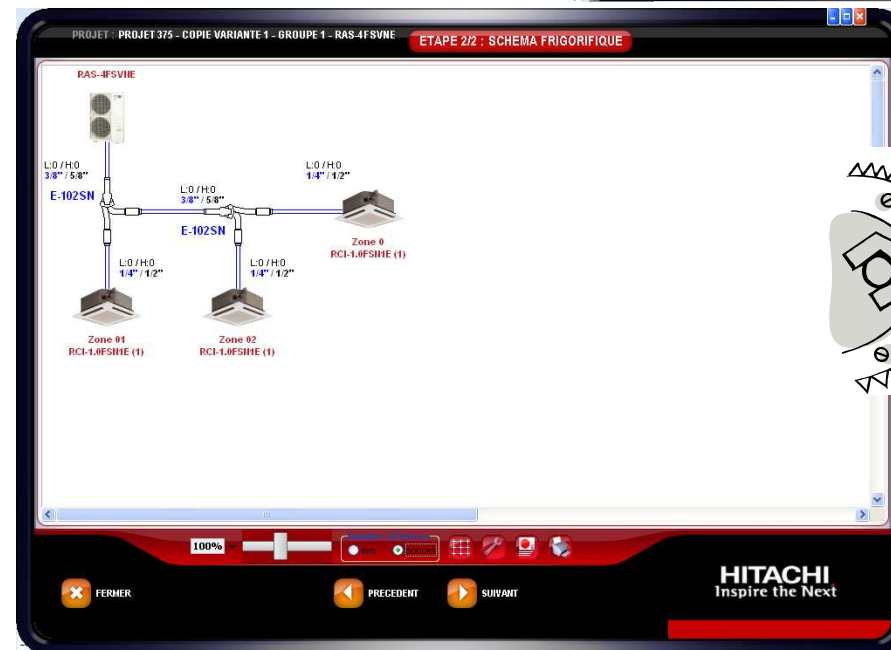 PROJET : PROJET 375 - COPIE VARIANTE 1 - GROUPE 1 - RAS-4FSVNE
ETAPE 2/2 : SCHEMA FRIGORIFIQUE
RAS-4FSVNE
L:0 / H:0
3/8" / 5/8"
E-102SN
L:0 / H:0
3/8" / 5/8"
E-102SN
L:0 / H:0
1/4" / 1/2"
Zone 0
RCI-1.0FSN1E (1)
L:0 / H:0
1/4" / 1/2"
Zone 01
RCI-1.0FSN1E (1)
L:0 / H:0
1/4" / 1/2"
Zone 02
RCI-1.0FSN1E (1)
100%
mm
pouces
FERMER
PRECEDENT
SUIVANT
HITACHI
Inspire the Next